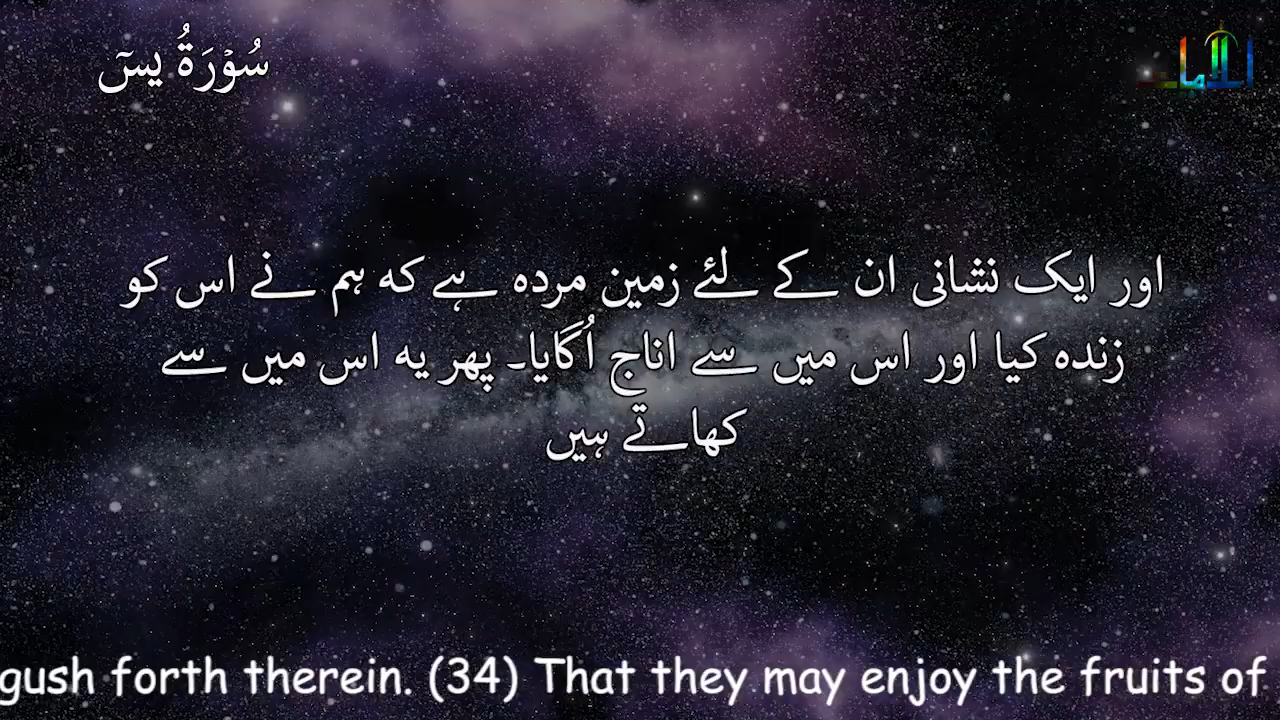 سُوۡرَةُ یسٓ
اور ایک نشانی ان کے لئے زمین مردہ ہے کہ ہم نے اس کو
زندہ کیا اور اس میں سے اناج اُگایا۔ پھر یہ اس میں سے
کھاتے ہیں
gush forth therein. (34) That they may enjoy the fruits of